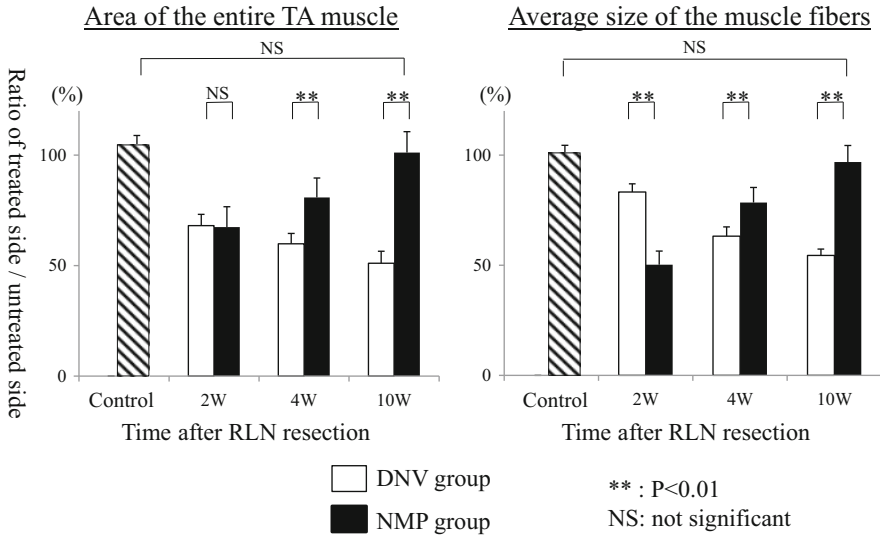 Area of the entire TA muscle
Average size of the muscle fibers
Ratio of treated side / untreated side
(%)
NS
NS
**
**
100
50
0
Control
2W
4W
10W
Time after RLN resection
(%)
NS
**
**
**
100
50
0
Control
2W
4W
10W
Time after RLN resection
DNV group
NMP group
** : P<0.01
NS: not significant